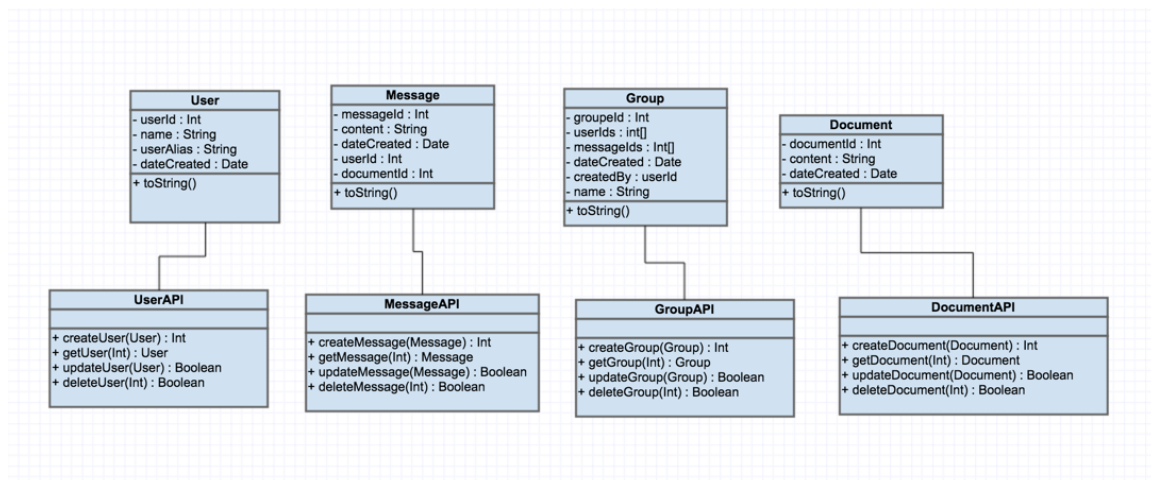 User
- userId : Int
- name : String
- userAlias : String
- dateCreated : Date
+ toString()
Message
- messageId : Int
- content : String
- dateCreated : Date
- userId : Int
- documentId : Int
+ toString()
Group
- groupeId : Int
- userIds : int[]
- messageIds : Int[]
- dateCreated : Date
- createdBy : userId
- name : String
+ toString()
Document
- documentId : Int
- content : String
- dateCreated : Date
+ toString()
UserAPI
+ createUser(User) : Int
+ getUser(Int) : User
+ updateUser(User) : Boolean
+ deleteUser(Int) : Boolean
MessageAPI
+ createMessage(Message) : Int
+ getMessage(Int) : Message
+ updateMessage(Message) : Boolean
+ deleteMessage(Int) : Boolean
GroupAPI
+ createGroup(Group) : Int
+ getGroup(Int) : Group
+ updateGroup(Group) : Boolean
+ deleteGroup(Int) : Boolean
DocumentAPI
+ createDocument(Document) : Int
+ getDocument(Int) : Document
+ updateDocument(Document) : Boolean
+ deleteDocument(Int) : Boolean